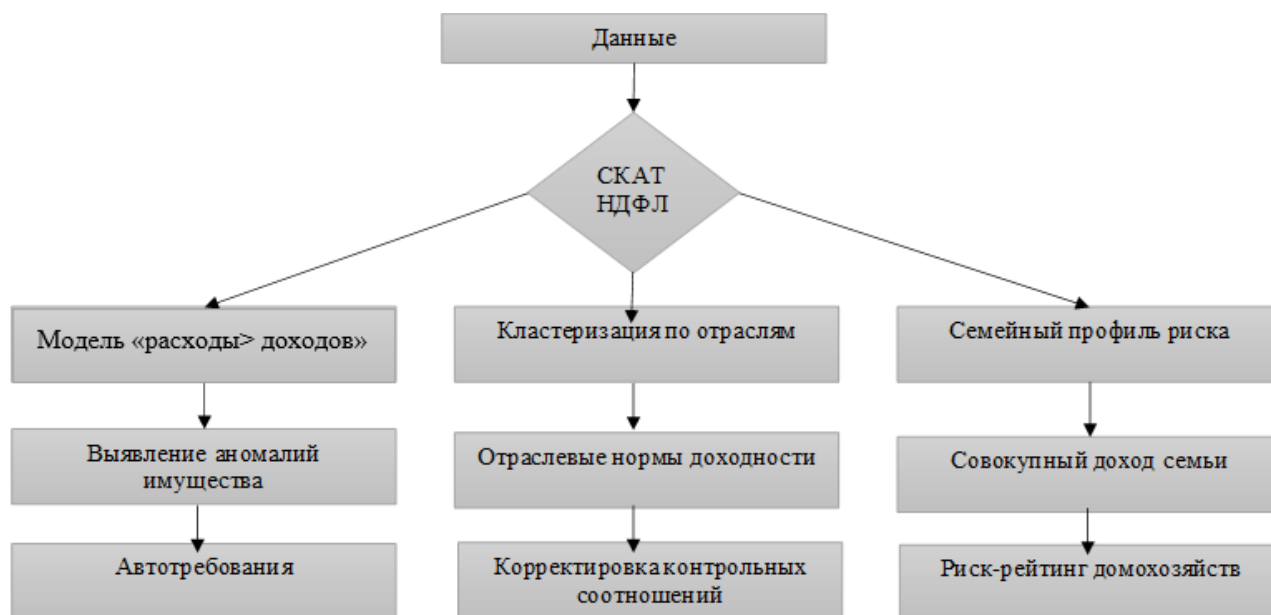 Данные
СКАТ
НДФЛ
Модель «расходы> доходов»
Кластеризация по отраслям
Семейный профиль риска
Выявление аномалий
имущества
Отраслевые нормы доходности
Совокупный доход семьи
Автотребования
Корректировка контрольных
соотношений
Риск-рейтинг домохозяйств